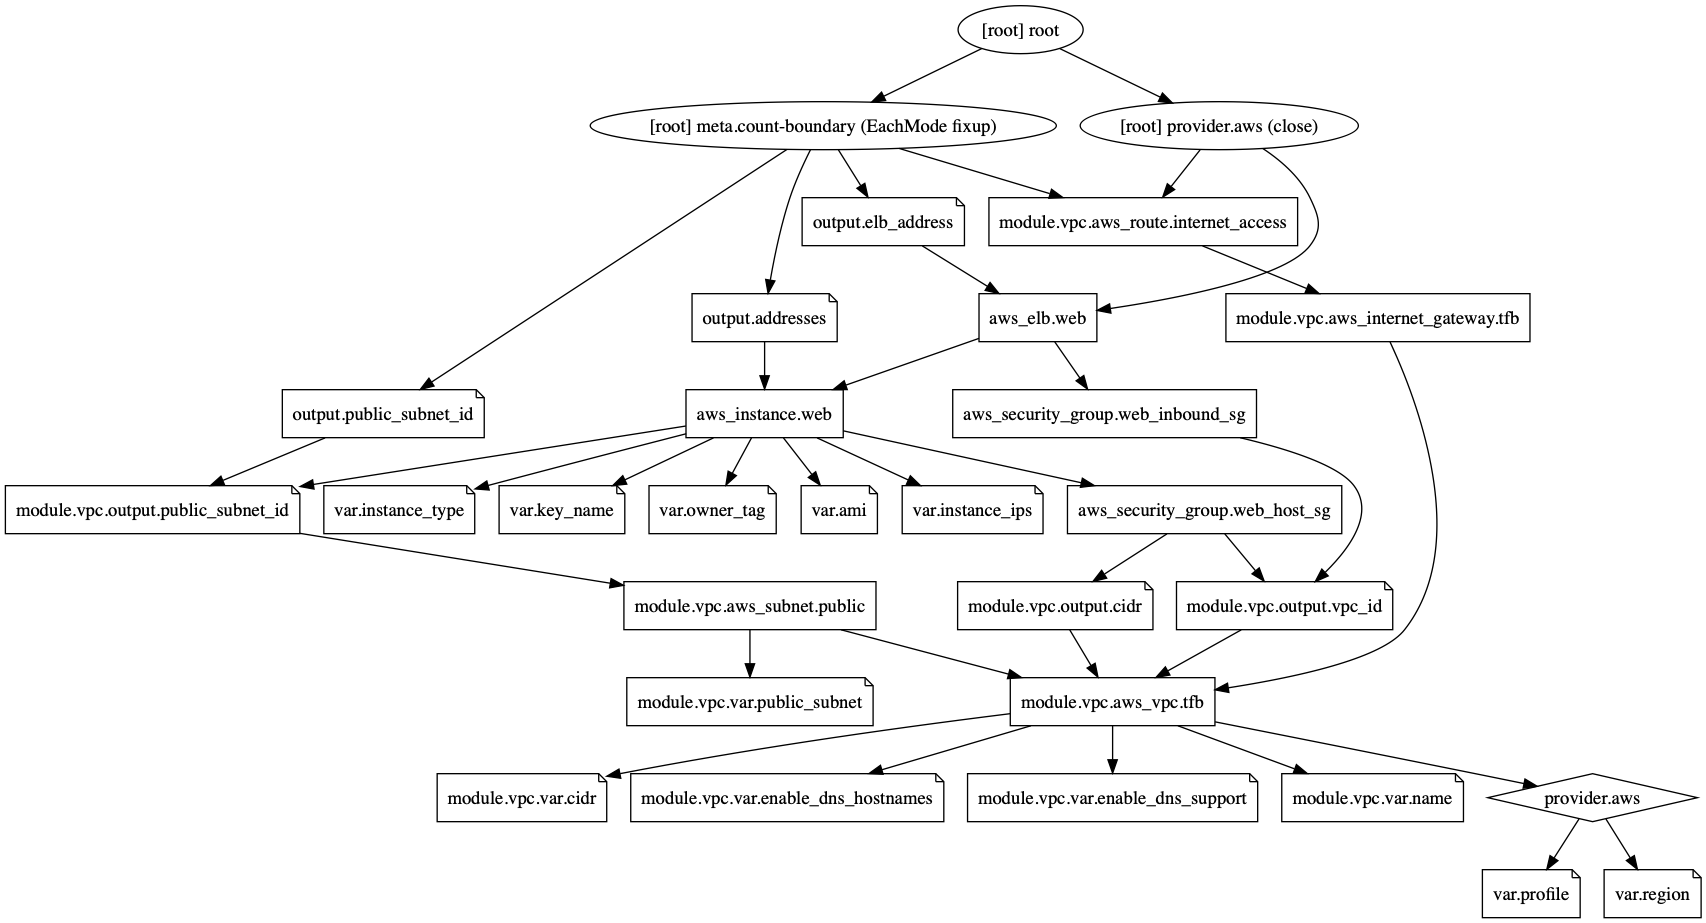 [root] root
[root] meta.count-boundary (EachMode fixup)
[root] provider.aws (close)
output.elb_address
module.vpc.aws_route.internet_access
output.addresses
aws_elb.web
module.vpc.aws_internet_gateway.tfb
output.public_subnet_id
aws_instance.web
aws_security_group.web_inbound_sg
module.vpc.output.public_subnet_id
var.instance_type
var.key_name
var.owner_tag
var.ami
var.instance_ips
aws_security_group.web_host_sg
module.vpc.aws_subnet.public
module.vpc.output.cidr
module.vpc.output.vpc_id
module.vpc.var.public_subnet
module.vpc.aws_vpc.tfb
module.vpc.var.cidr
module.vpc.var.enable_dns_hostnames
module.vpc.var.enable_dns_support
module.vpc.var.name
provider.aws
var.profile
var.region